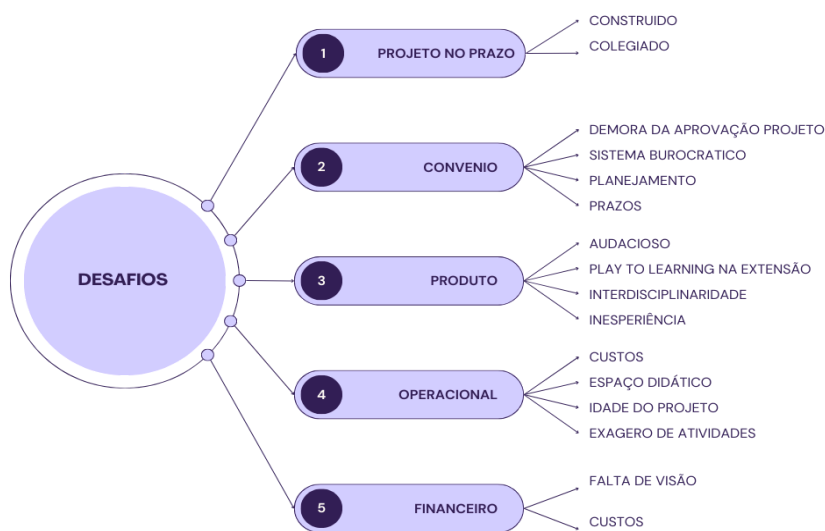 DESAFIOS
1 PROJETO NO PRAZO
CONSTRUIDO
COLEGIADO
2 CONVENIO
DEMORA DA APROVAÇÃO PROJETO
SISTEMA BUROCRATICO
PLANEJAMENTO
PRAZOS
3 PRODUTO
AUDACIOSO
PLAY TO LEARNING NA EXTENSÃO
INTERDISCIPLINARIDADE
INESPERIÊNCIA
4 OPERACIONAL
CUSTOS
ESPAÇO DIDÁTICO
IDADE DO PROJETO
EXAGERO DE ATIVIDADES
5 FINANCEIRO
FALTA DE VISÃO
CUSTOS